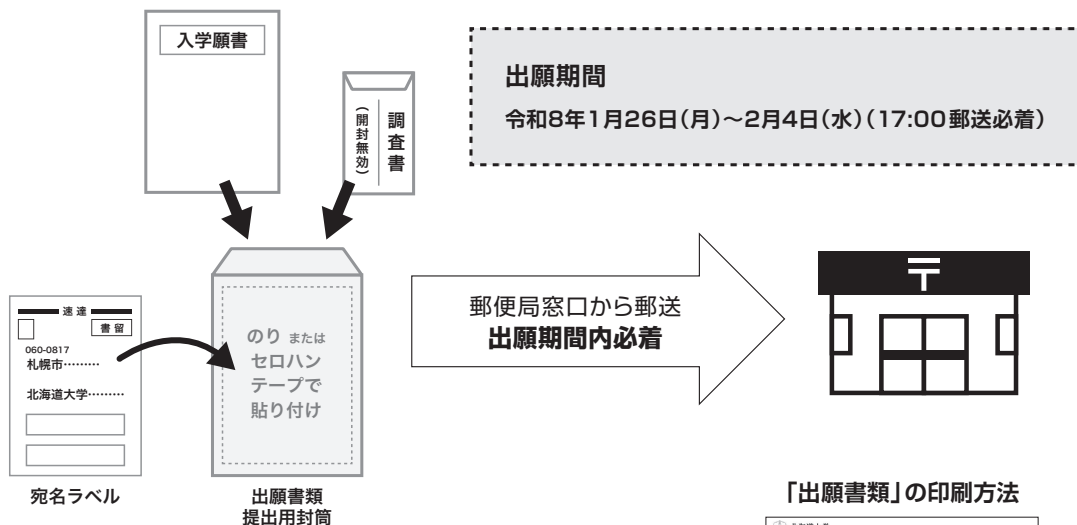 入学願書
調査書
(開封無効)
出願期間
令和8年1月26日(月)~2月4日(水)(17:00郵送必着)
速達
書留
060-0817
札幌市………
北海道大学………
宛名ラベル
のり または
セロハン
テープで
貼り付け
出願書類
提出用封筒
郵便局窓口から郵送
出願期間内必着
〒
「出願書類」の印刷方法